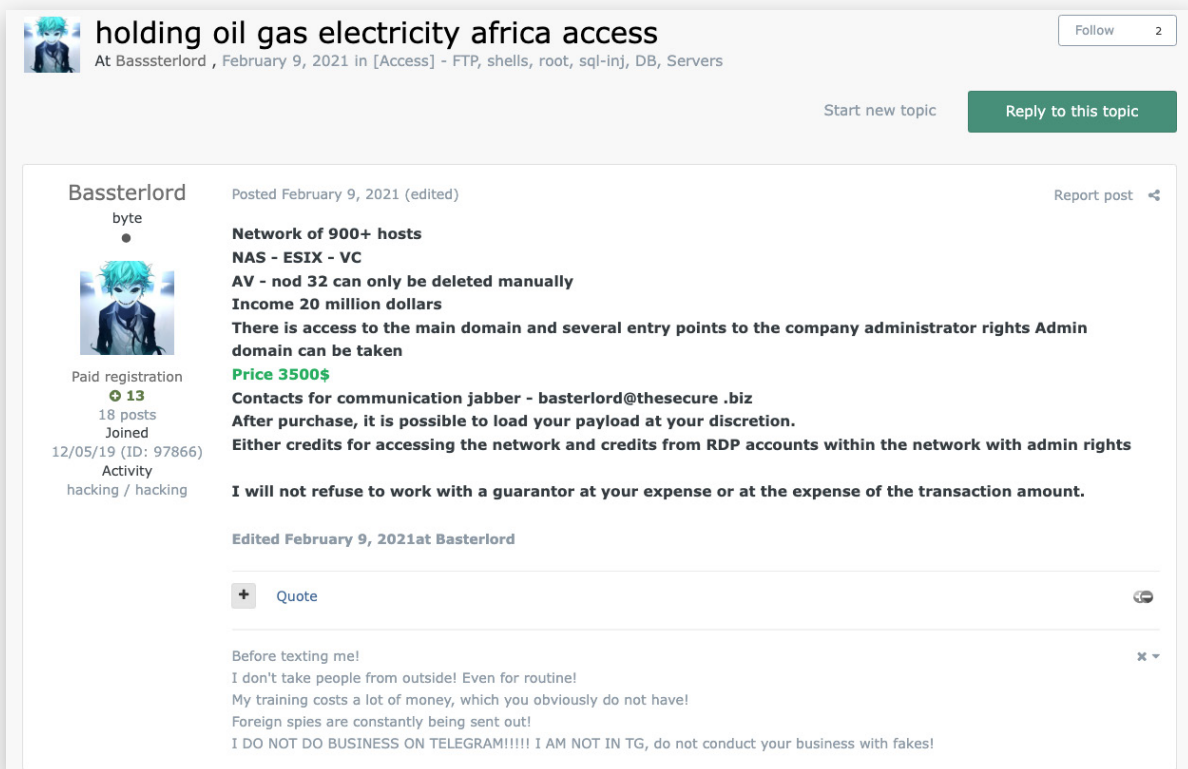 holding oil gas electricity africa access
At Basssterlord , February 9, 2021 in [Access] - FTP, shells, root, sql-inj, DB, Servers
Follow 2
Start new topic
Reply to this topic
Bassterlord
byte
Paid registration
13
18 posts
Joined
12/05/19 (ID: 97866)
Activity
hacking / hacking
Posted February 9, 2021 (edited)
Report post
Network of 900+ hosts
NAS - ESIX - VC
AV - nod 32 can only be deleted manually
Income 20 million dollars
There is access to the main domain and several entry points to the company administrator rights Admin
domain can be taken
Price 3500$
Contacts for communication jabber - basterlord@thesecure .biz
After purchase, it is possible to load your payload at your discretion.
Either credits for accessing the network and credits from RDP accounts within the network with admin rights
I will not refuse to work with a guarantor at your expense or at the expense of the transaction amount.
Edited February 9, 2021at Basterlord
+ Quote
Before texting me!
I don't take people from outside! Even for routine!
My training costs a lot of money, which you obviously do not have!
Foreign spies are constantly being sent out!
I DO NOT DO BUSINESS ON TELEGRAM!!!!! I AM NOT IN TG, do not conduct your business with fakes!